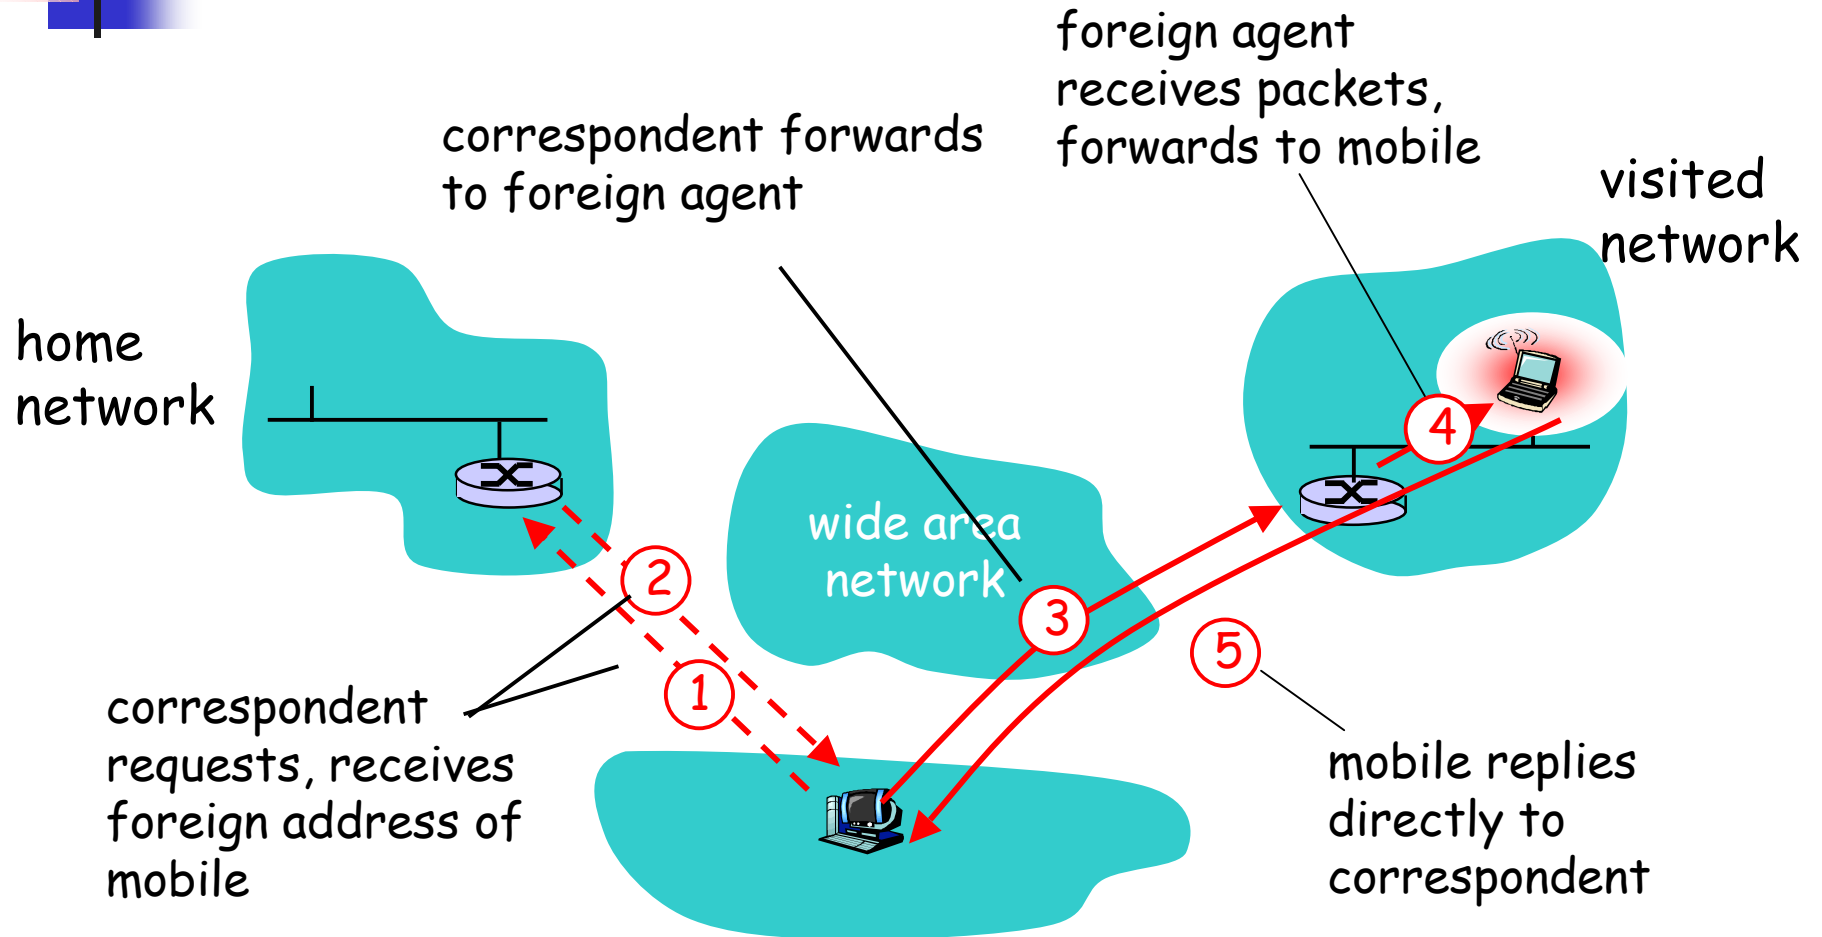 foreign agent
receives packets,
forwards to mobile
correspondent forwards
to foreign agent
visited
network
home
network
wide area
network
4
2
3
5
1
correspondent
requests, receives
foreign address of
mobile
mobile replies
directly to
correspondent